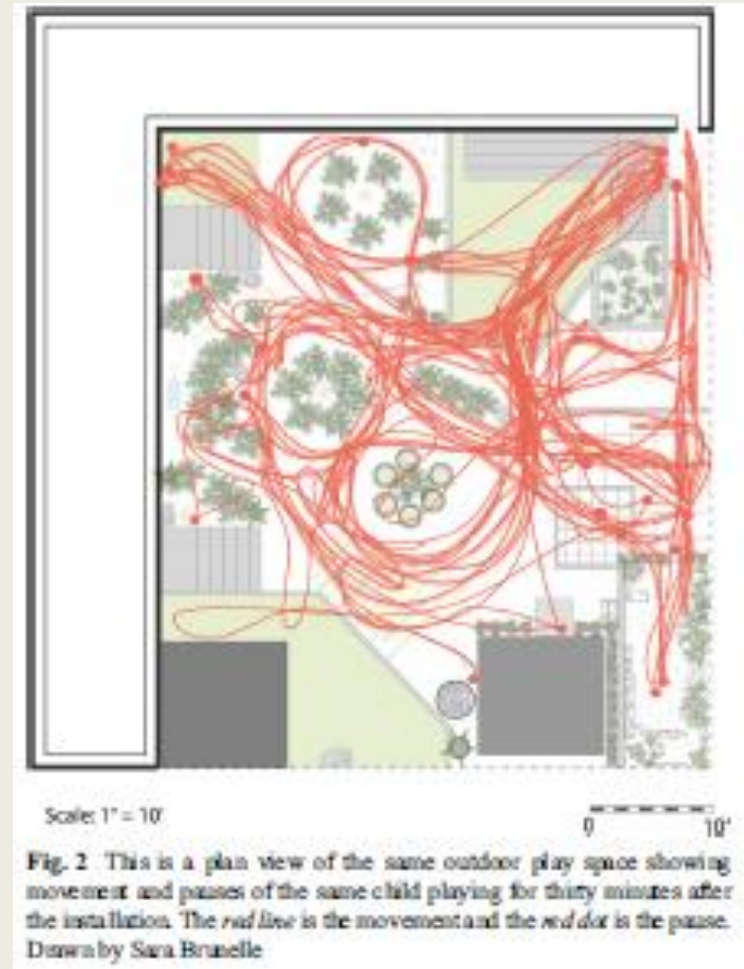 Scale: 1" = 10'
0 10'
Fig. 2 This is a plan view of the same outdoor play space showing
movement and pauses of the same child playing for thirty minutes after
the installation. The red line is the movement and the red dot is the pause.
Drawn by Sara Brunelle